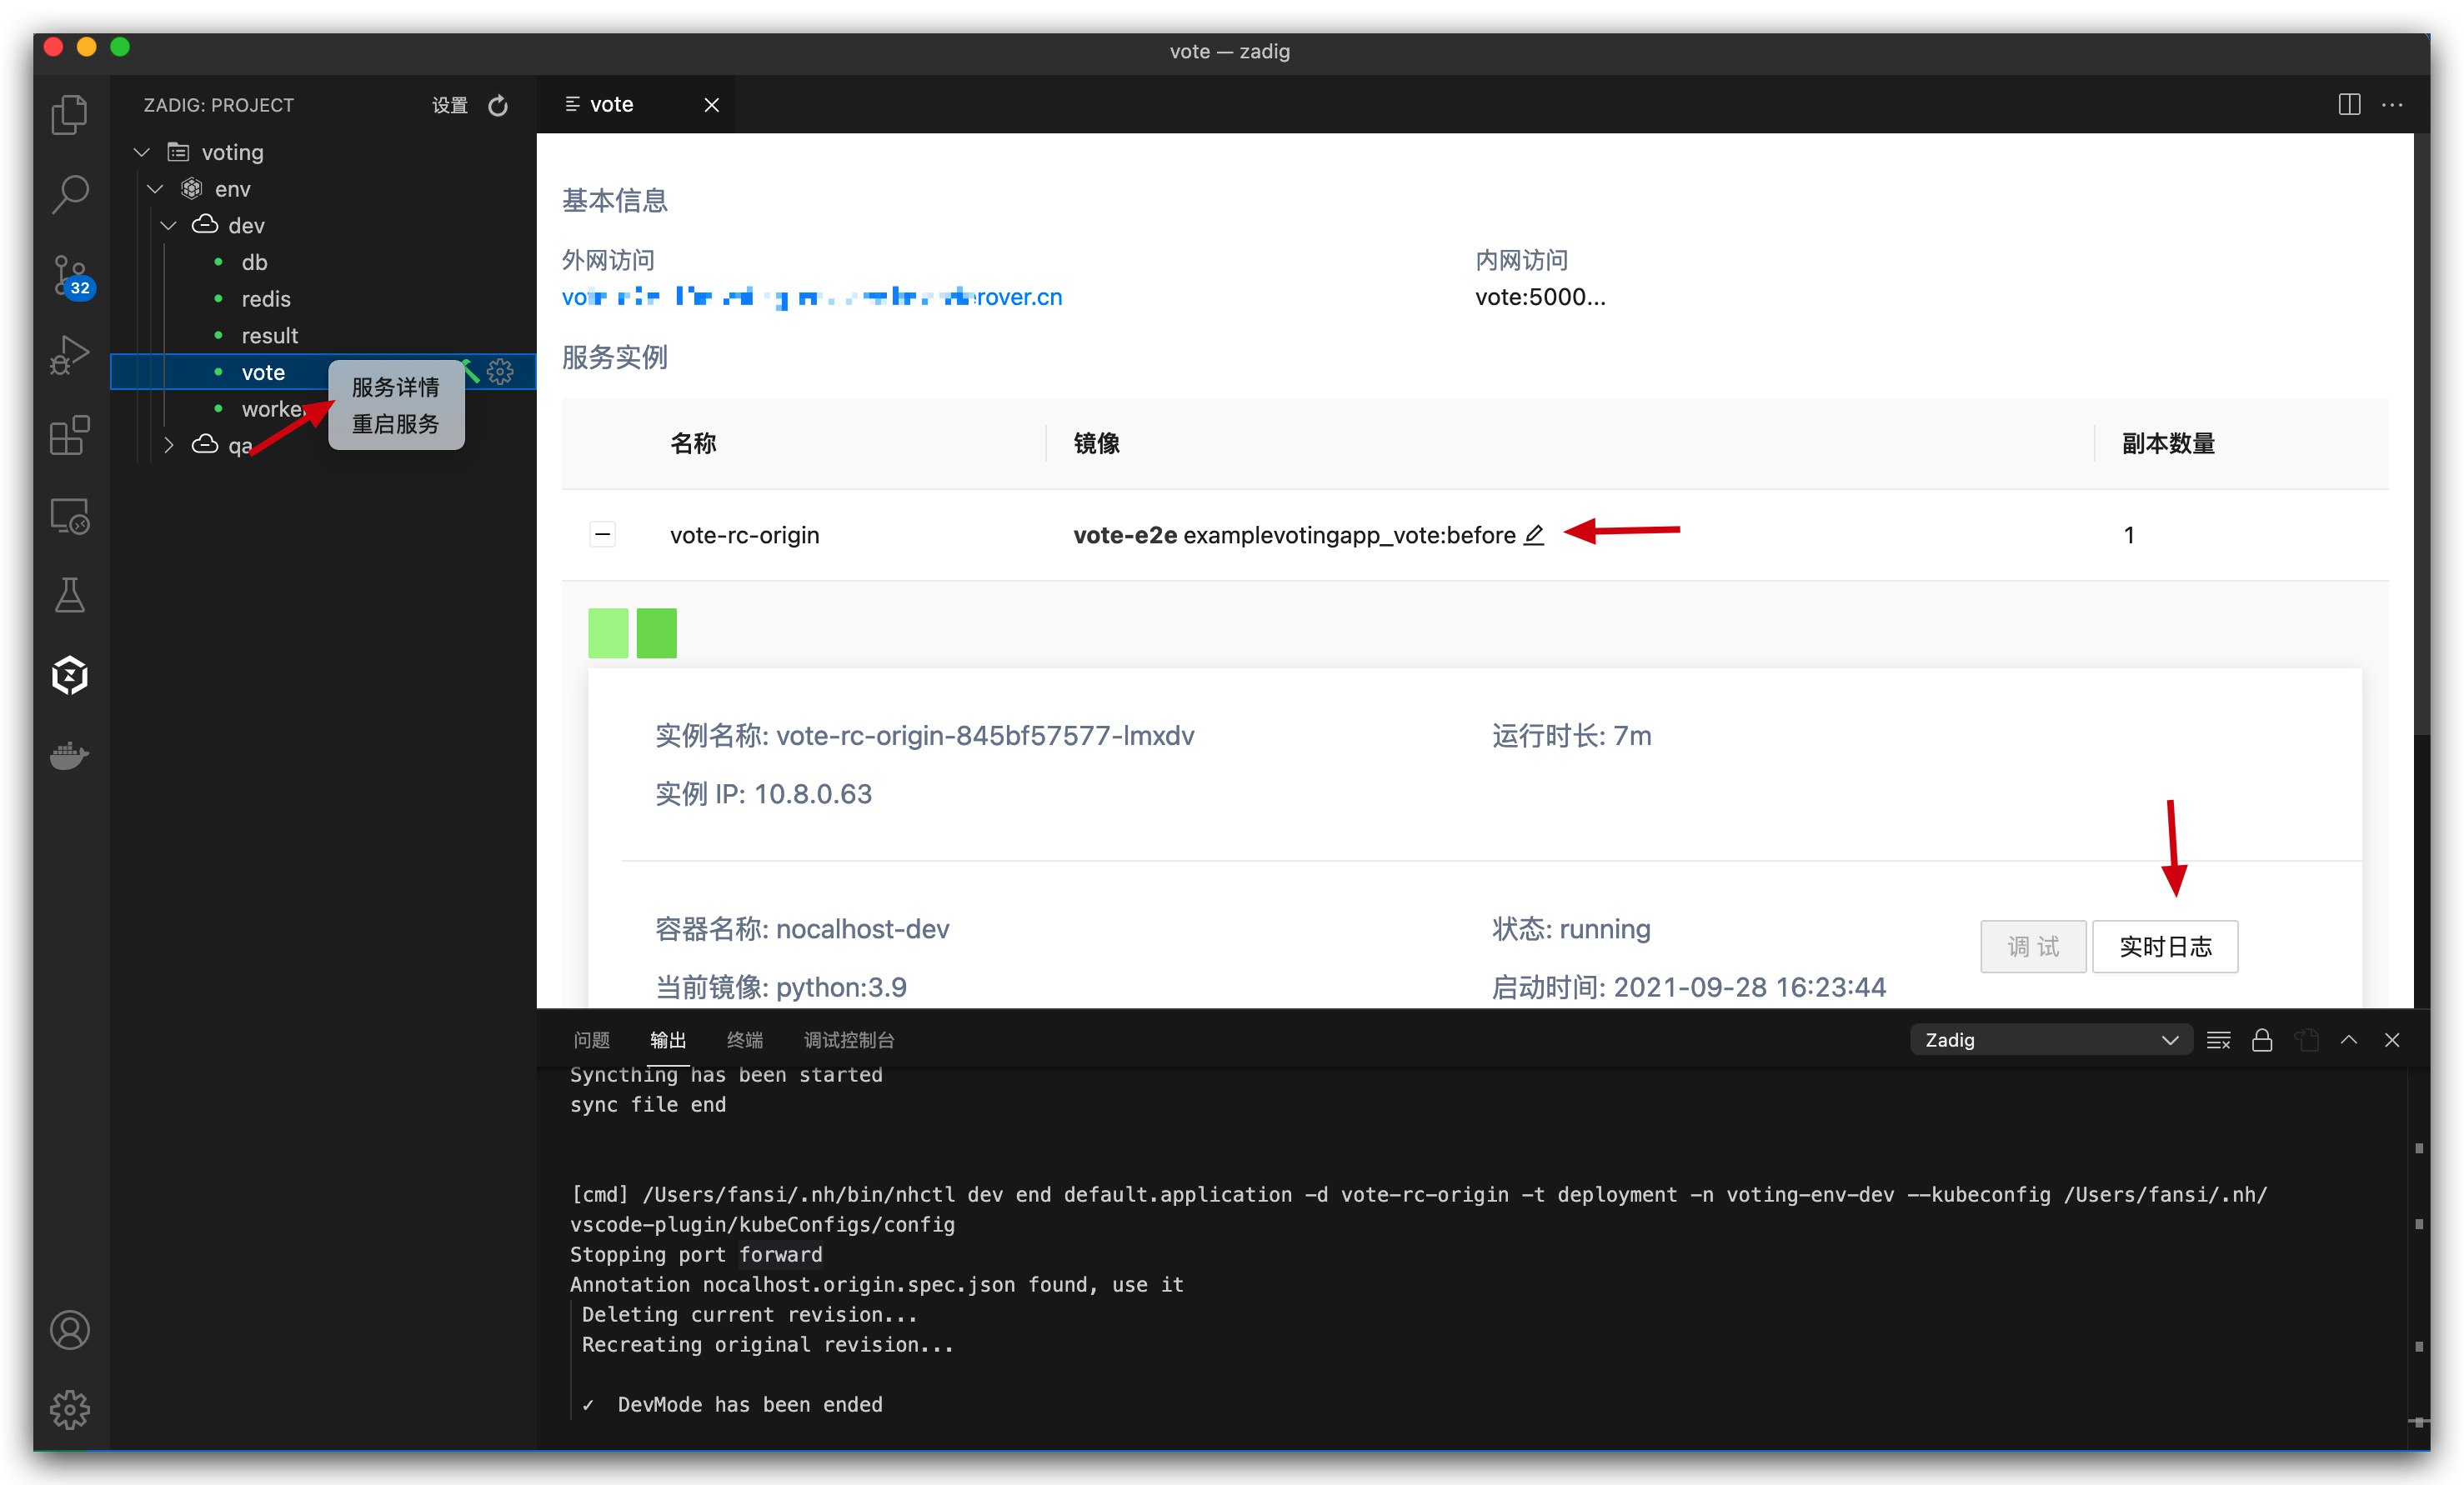 vote — zadig
ZADIG: PROJECT
设置
voting
env
dev
db
redis
result
vote
服务详情
重启服务
qa
32
vote
基本信息
外网访问
内网访问
rover.cn
vote:5000...
服务实例
名称
镜像
副本数量
vote-rc-origin
vote-e2e examplevotingapp_vote:before
1
实例名称: vote-rc-origin-845bf57577-lmxdv
运行时长: 7m
实例 IP: 10.8.0.63
容器名称: nocalhost-dev
状态: running
调 试
实时日志
当前镜像: python:3.9
启动时间: 2021-09-28 16:23:44
问题
输出
终端
调试控制台
Zadig
Syncthing has been started
sync file end
[cmd] /Users/fansi/.nh/bin/nhctl dev end default.application -d vote-rc-origin -t deployment -n voting-env-dev --kubeconfig /Users/fansi/.nh/
vscode-plugin/kubeConfigs/config
Stopping port forward
Annotation nocalhost.origin.spec.json found, use it
Deleting current revision...
Recreating original revision...
✓ DevMode has been ended